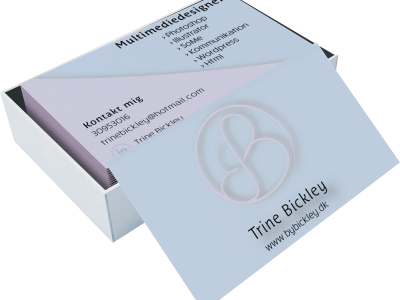 Multimediedesigner
› Photoshop
› Illustrator
› SoMe
› Kommunikation
› Wordpress
› Html
Kontakt mig
30953016
trinebickley@hotmail.com
Trine Bickley
Trine Bickley
www.bybickley.dk